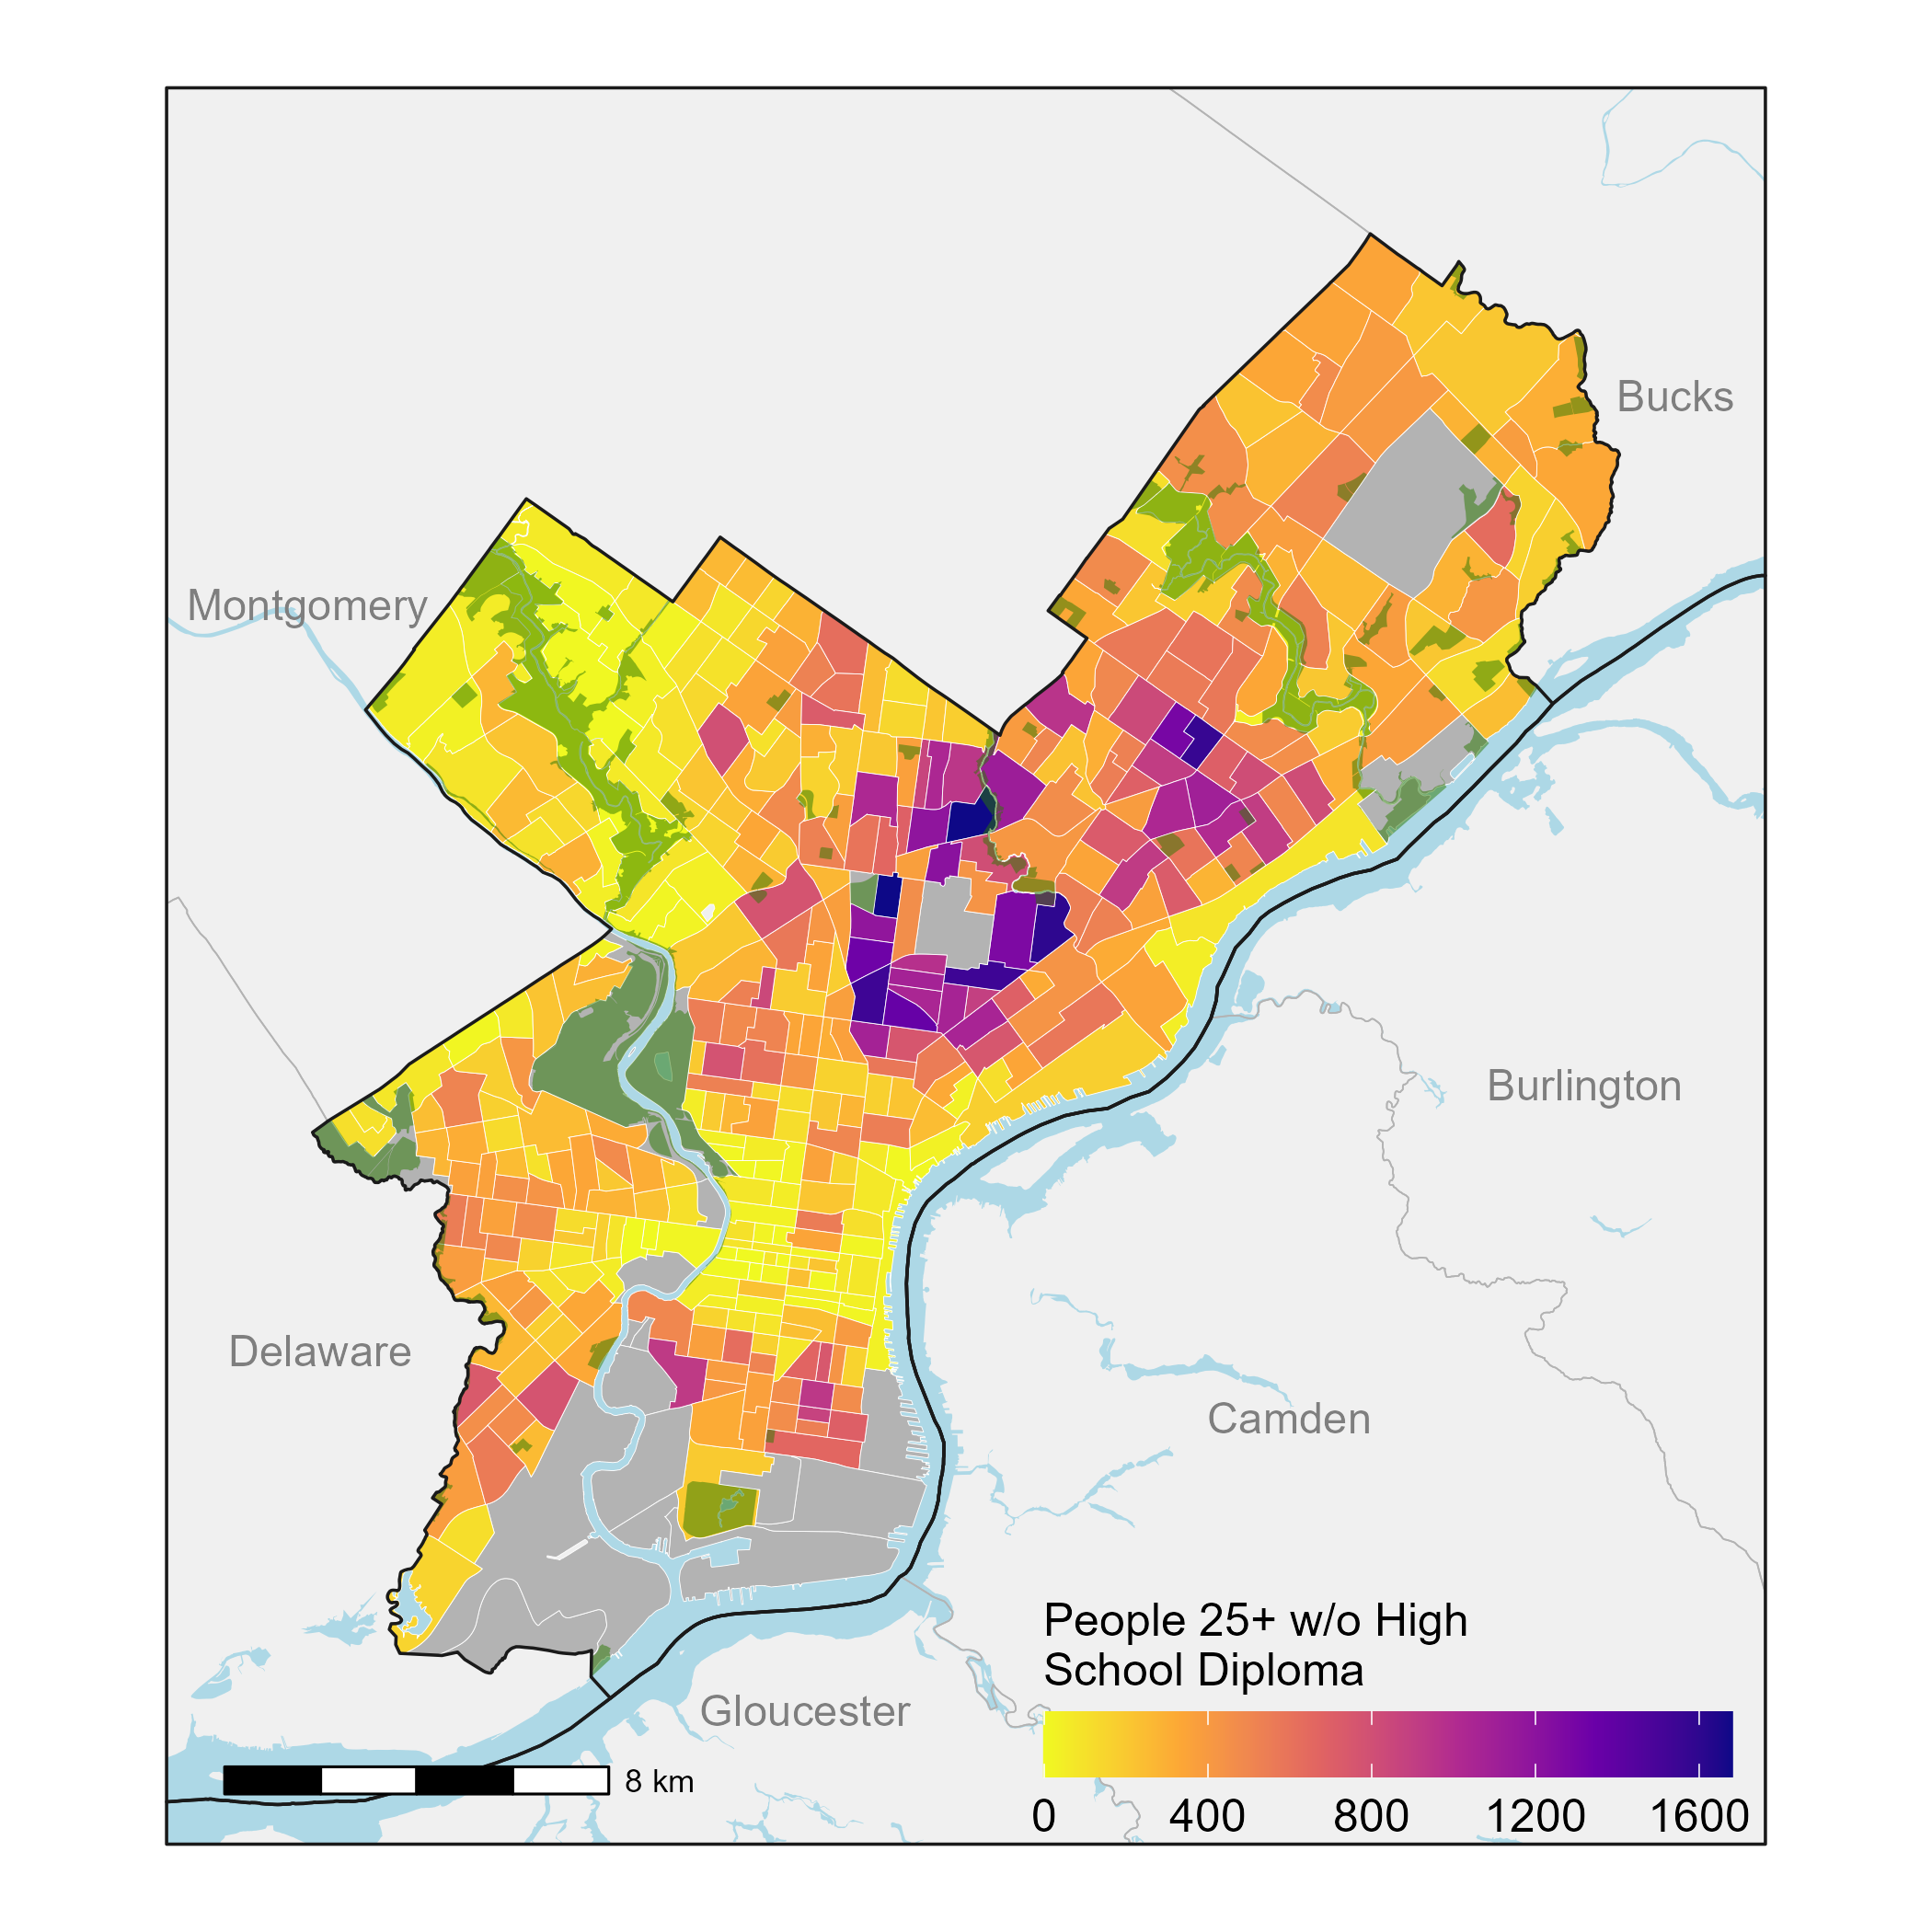 Bucks
Montgomery
Burlington
Delaware
Camden
People 25+ w/o High
School Diploma
Gloucester
8 km
0 400 800 1200 1600